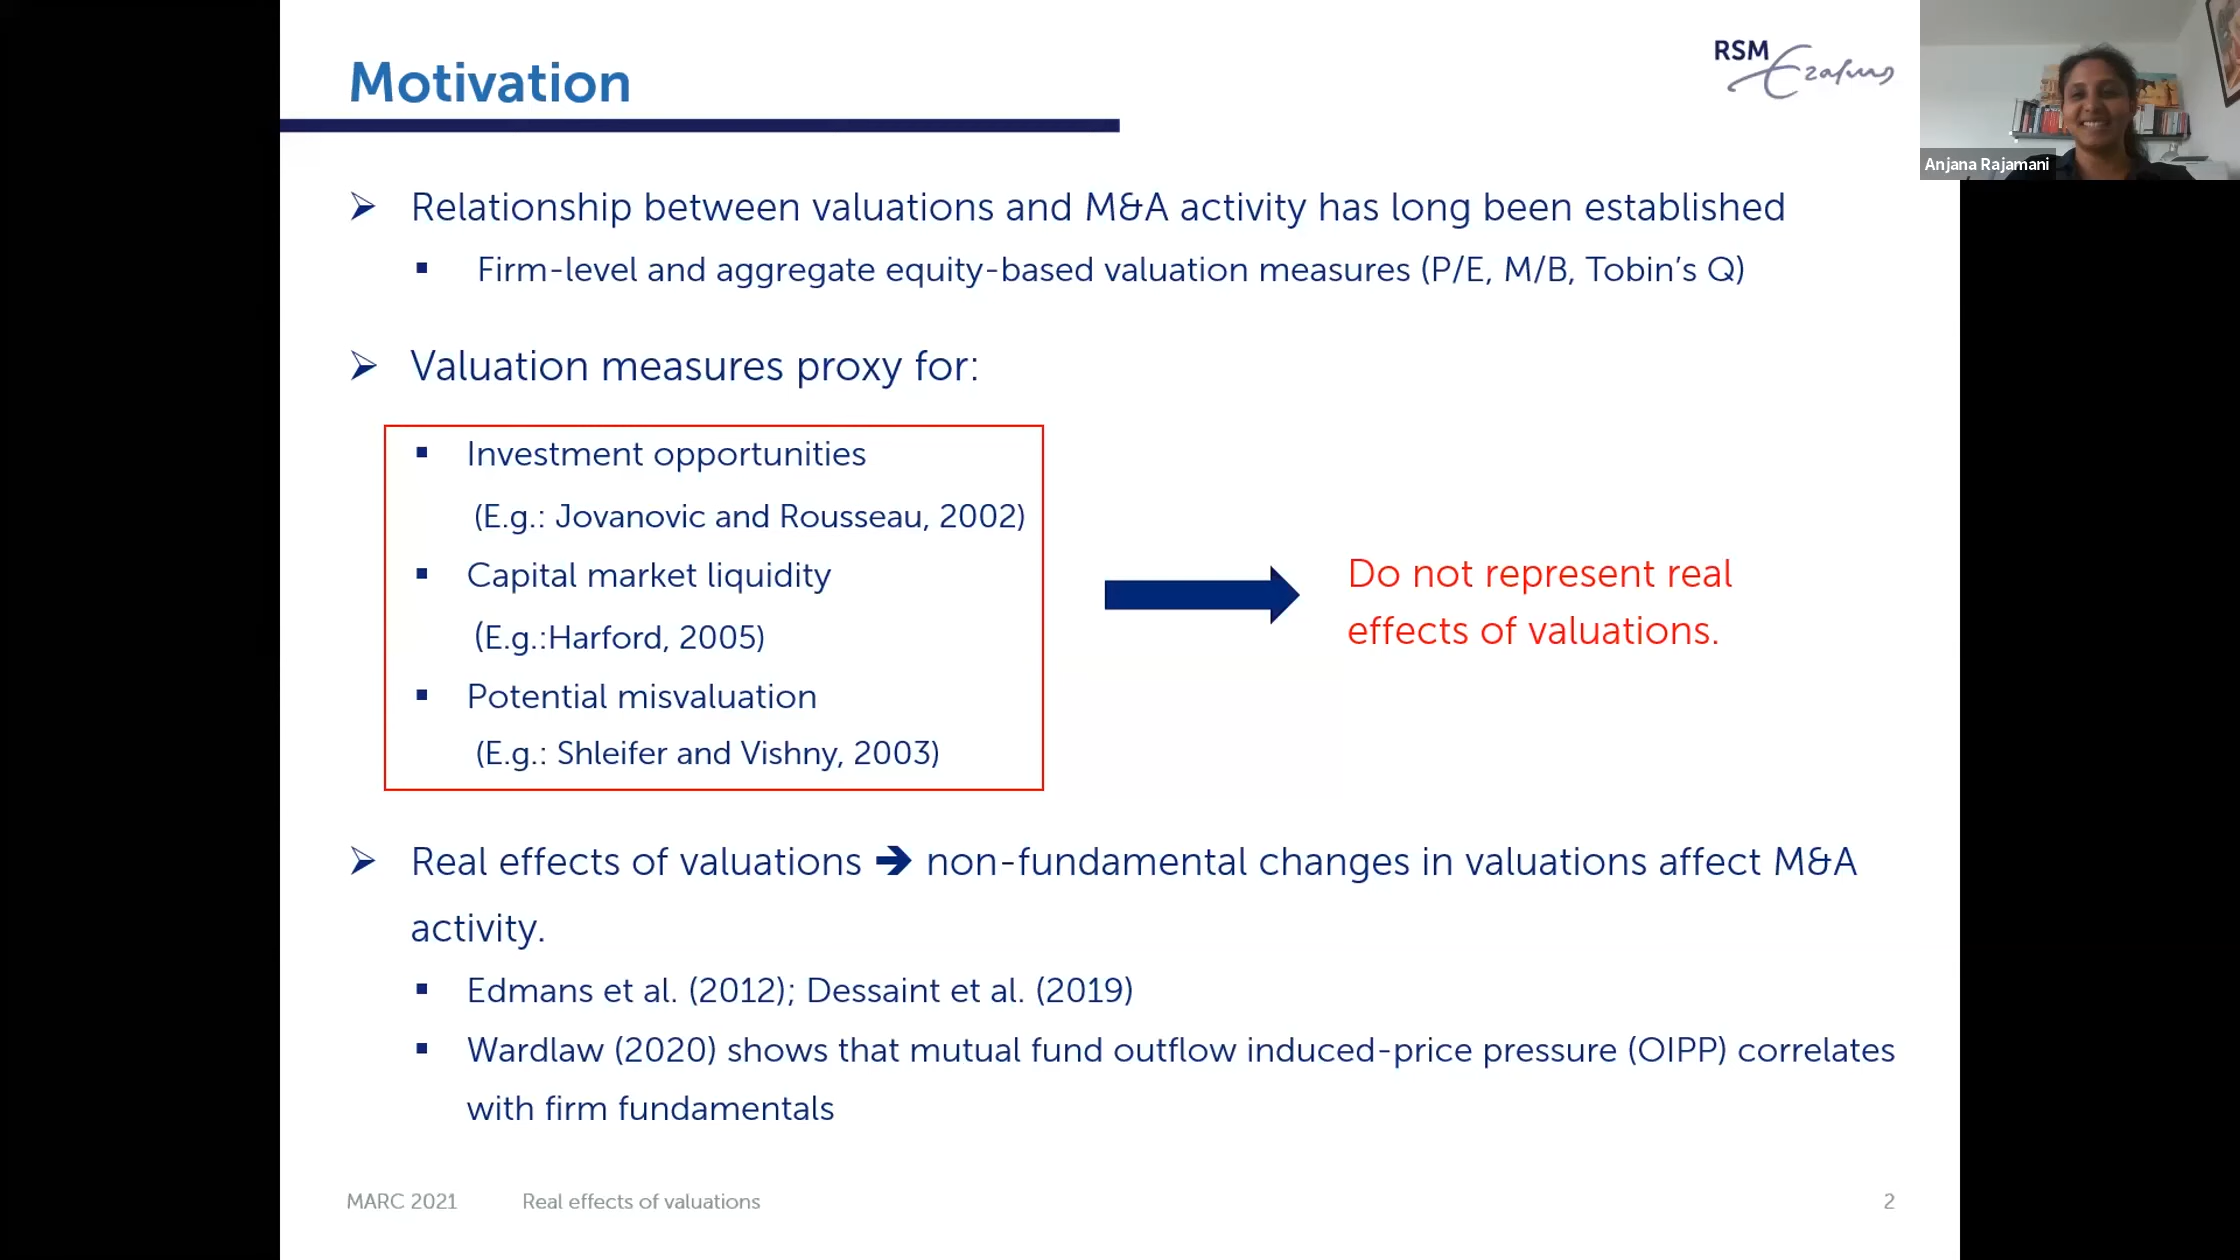 Motivation
RSM
Erasmus
Anjana Rajamani
➢ Relationship between valuations and M&A activity has long been established
▪ Firm-level and aggregate equity-based valuation measures (P/E, M/B, Tobin’s Q)
➢ Valuation measures proxy for:
▪ Investment opportunities
(E.g.: Jovanovic and Rousseau, 2002)
▪ Capital market liquidity
(E.g.:Harford, 2005)
▪ Potential misvaluation
(E.g.: Shleifer and Vishny, 2003)
Do not represent real
effects of valuations.
➢ Real effects of valuations ➔ non-fundamental changes in valuations affect M&A
activity.
▪ Edmans et al. (2012); Dessaint et al. (2019)
▪ Wardlaw (2020) shows that mutual fund outflow induced-price pressure (OIPP) correlates
with firm fundamentals
MARC 2021 Real effects of valuations 2